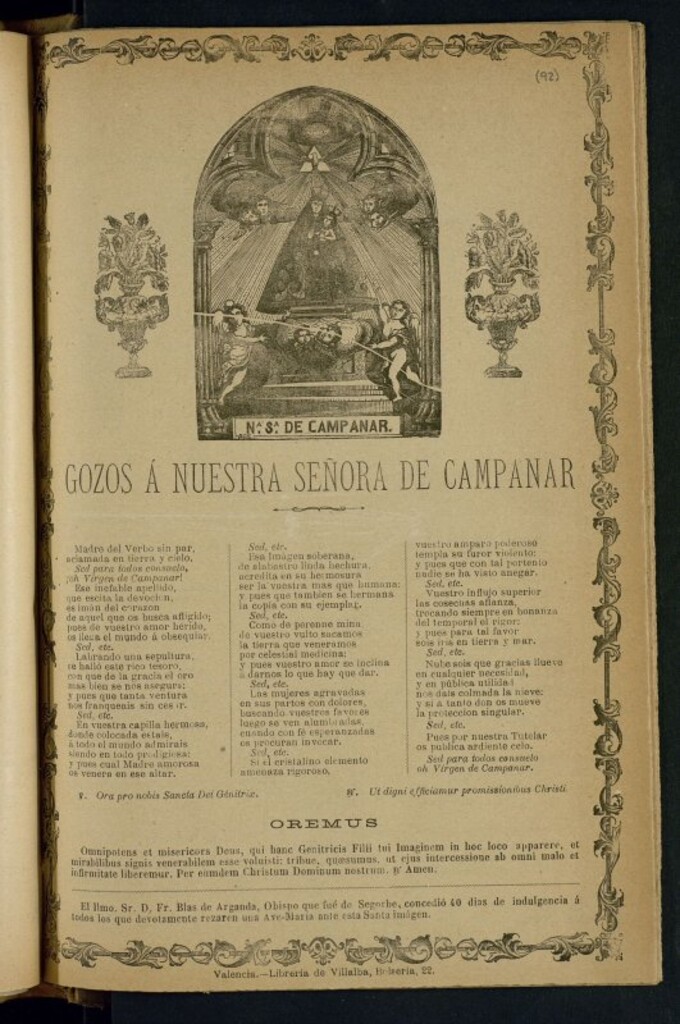 (92)
Nª. Sª. DE CAMPANAR.
GOZOS Á NUESTRA SEÑORA DE CAMPANAR
Madre del Verbo sin par,
aclamada en tierra y cielo,
Sed para todos consuelo,
¡oh Virgen de Campanar!
Ese inefable apellido,
que escita la devocion,
es imán del corazon
de aquel que os busca afligido;
pues de vuestro amor herido,
os lleva el mundo á obsequiar.
Sed, etc.
Labrando una sepultura,
se halló este rico tesoro,
con que de la gracia el oro
mas bien se nos asegura;
y pues que tanta ventura
nos franqueais sin cesar.
Sed, etc.
En vuestra capilla hermosa,
donde colocada estais,
á todo el mundo admirais
siendo en todo prodigiosa;
y pues cual Madre amorosa
os venera en ese altar.
Sed, etc.
Esa Imágen soberana,
de alabastro linda hechura,
acredita en su hermosura
ser la vuestra mas que humana;
y pues que tambien se hermana
la copia con su ejemplar.
Sed, etc.
Como de perenne mina
de vuestro vulto sacamos
la tierra que veneramos
por celestial medicina;
y pues vuestro amor se inclina
á darnos lo que hay que dar.
Sed, etc.
Las mujeres agravadas
en sus partos con dolores,
buscando vuestros favores
luego se ven alumbradas,
cuando con fé esperanzadas
os procuran invocar.
Sed, etc.
Si el cristalino elemento
amenaza rigoroso,
vuestro amparo poderoso
templa su furor violento;
y pues que con tal portento
nadie se ha visto anegar.
Sed, etc.
Vuestro influjo superior
las cosechas afianza,
trocando siempre en bonanza
del temporal el rigor;
y pues para tal favor
sois iris en tierra y mar.
Sed, etc.
Nube sois que gracias llueve
en cualquier necesidad,
y en pública utilidad
nos dais colmada la nieve;
y si á tanto don os mueve
la proteccion singular.
Sed, etc.
Pues por nuestra Tutelar
os publica ardiente celo.
Sed para todos consuelo
oh Virgen de Campanar.
℣. Ora pro nobis Sancta Dei Génitrix.
℟. Ut digni efficiamur promissionibus Christi.
OREMUS
Omnipotens et misericors Deus, qui hanc Genitricis Filii tui Imaginem in hoc loco apparere, et
mirabilibus signis venerabilem esse voluisti: tribue, quæsumus, ut ejus intercessione ab omni malo et
infirmitate liberemur. Per eumdem Christum Dominum nostrum. ℟ Amen.
El Ilmo. Sr. D. Fr. Blas de Arganda, Obispo que fué de Segorbe, concedió 40 dias de indulgencia á
todos los que devotamente rezaren una Ave-Maria ante esta Santa imágen.
Valencia.—Librería de Villalba, Bolsería, 22.